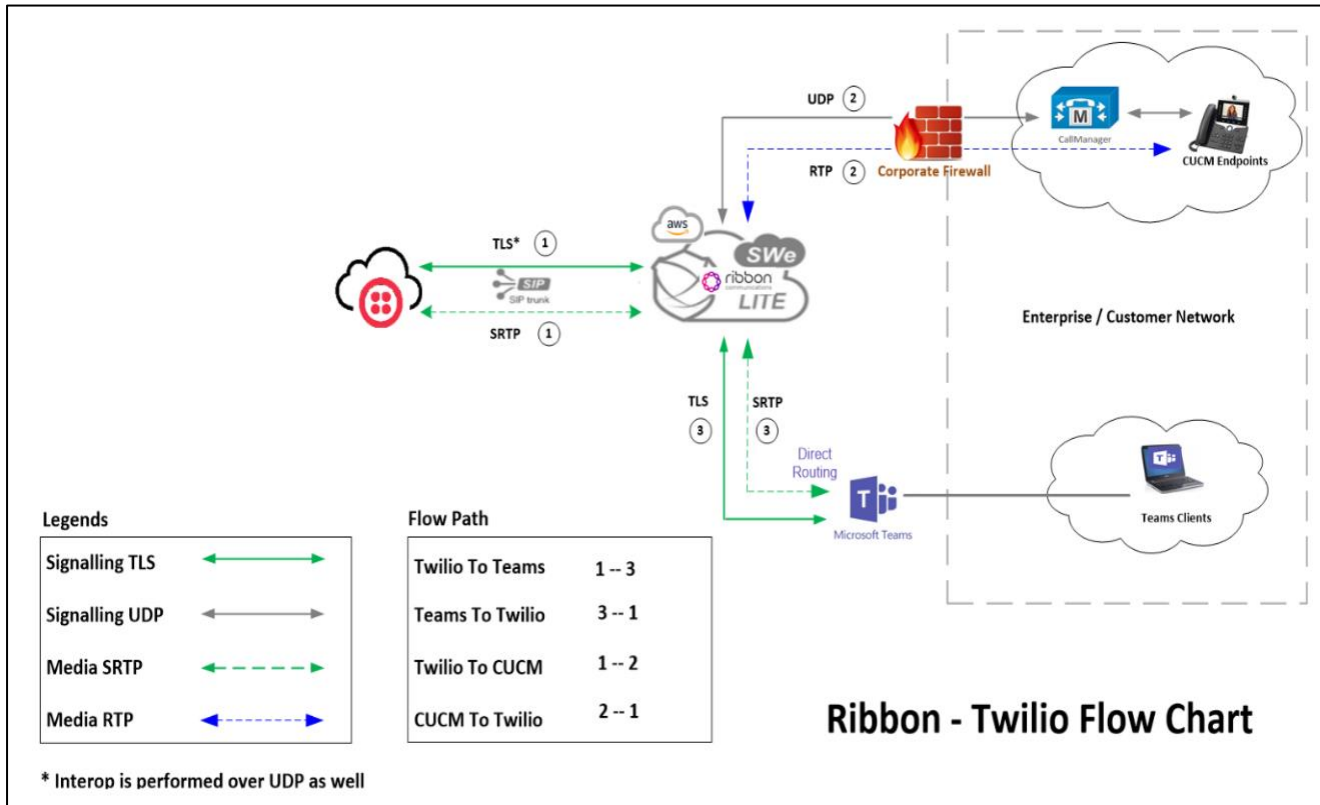 UDP 2
M
CallManager
CUCM Endpoints
RTP 2
Corporate Firewall
aws
SWe
ribbon
communications
LITE
TLS* 1
SIP
SIP trunk
SRTP 1
Enterprise / Customer Network
TLS
3
SRTP
3
Direct
Routing
T
Microsoft Teams
T
Teams Clients
Legends
Signalling TLS
Signalling UDP
Media SRTP
Media RTP
Flow Path
Twilio To Teams 1 -- 3
Teams To Twilio 3 -- 1
Twilio To CUCM 1 -- 2
CUCM To Twilio 2 -- 1
Ribbon - Twilio Flow Chart
* Interop is performed over UDP as well